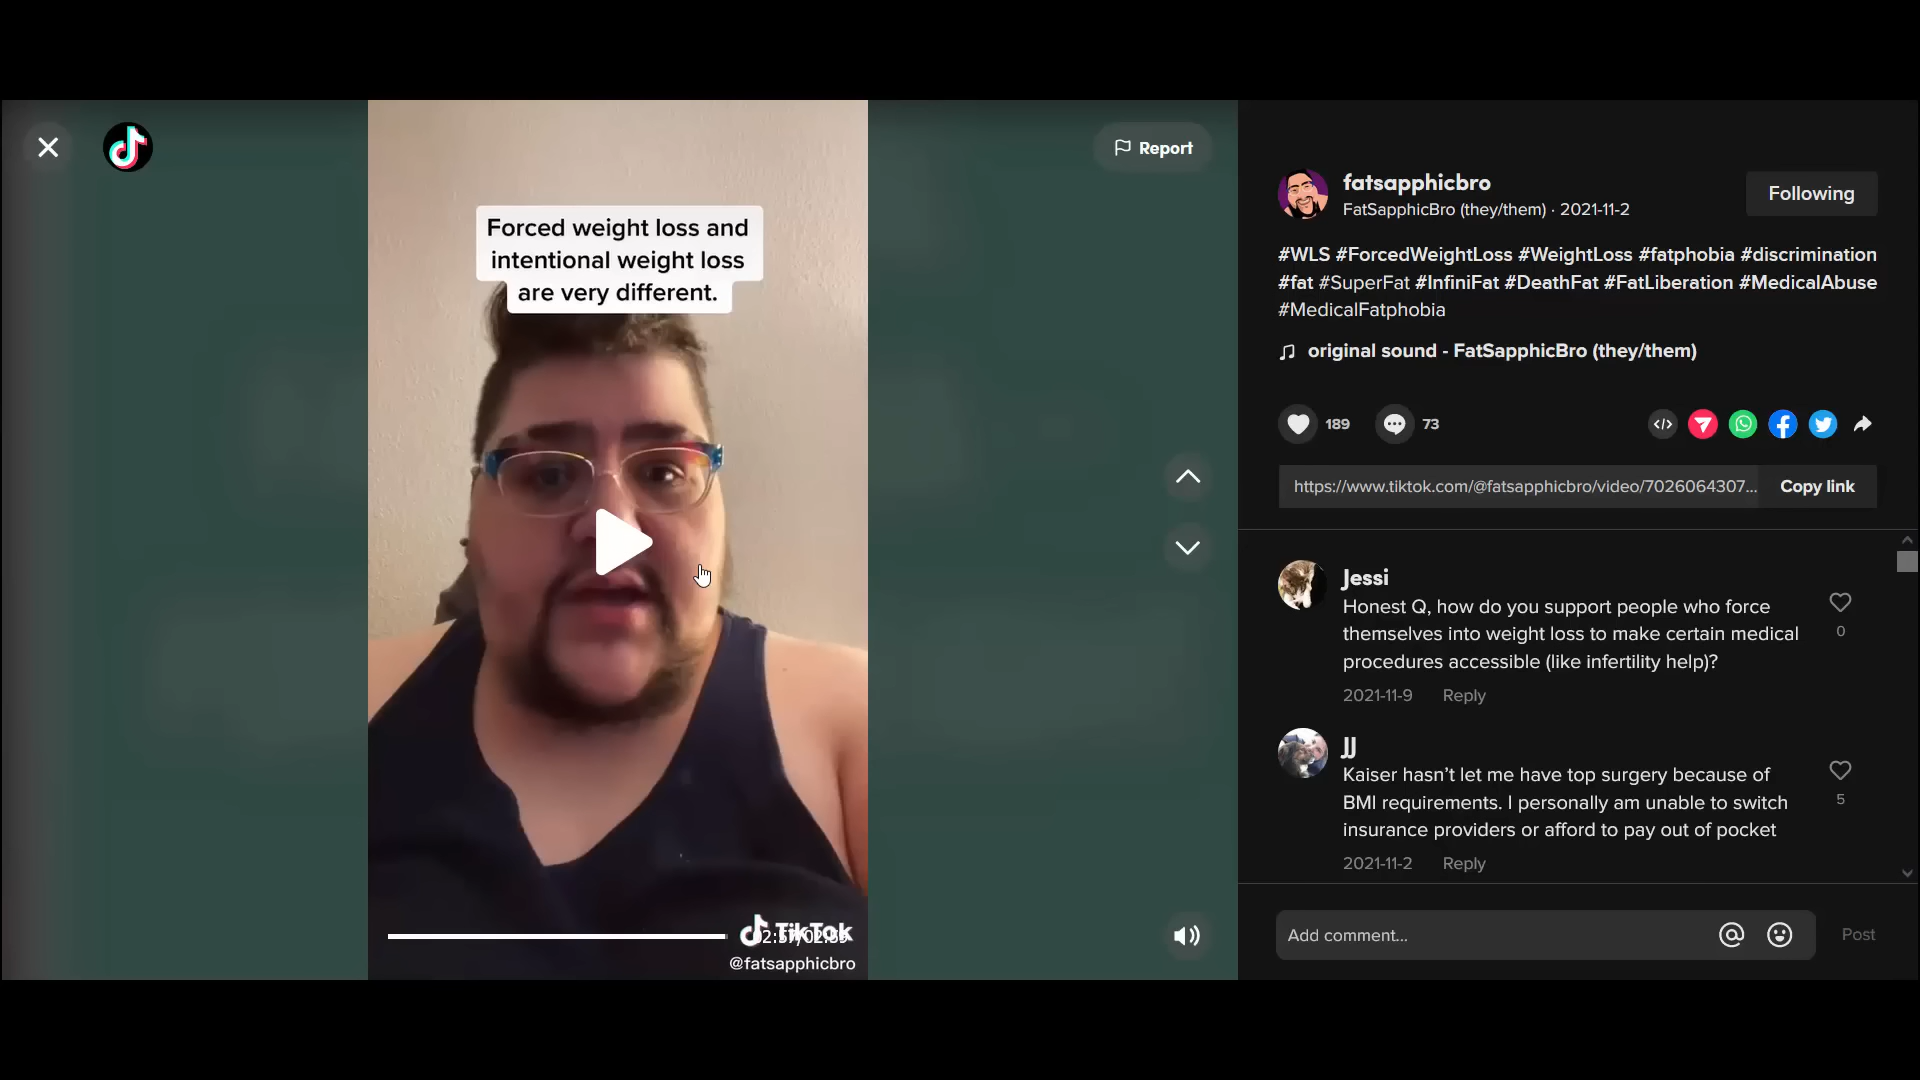 Report
Forced weight loss and
intentional weight loss
are very different.
TikTok
02:57/02:59
@fatsapphicbro
fatsapphicbro
FatSapphicBro (they/them) · 2021-11-2
Following
#WLS #ForcedWeightLoss #WeightLoss #fatphobia #discrimination
#fat #SuperFat #InfiniFat #DeathFat #FatLiberation #MedicalAbuse
#MedicalFatphobia
original sound - FatSapphicBro (they/them)
189
73
https://www.tiktok.com/@fatsapphicbro/video/7026064307...
Copy link
Jessi
Honest Q, how do you support people who force
themselves into weight loss to make certain medical
procedures accessible (like infertility help)?
0
2021-11-9 Reply
JJ
Kaiser hasn’t let me have top surgery because of
BMI requirements. I personally am unable to switch
insurance providers or afford to pay out of pocket
5
2021-11-2 Reply
Add comment...
Post